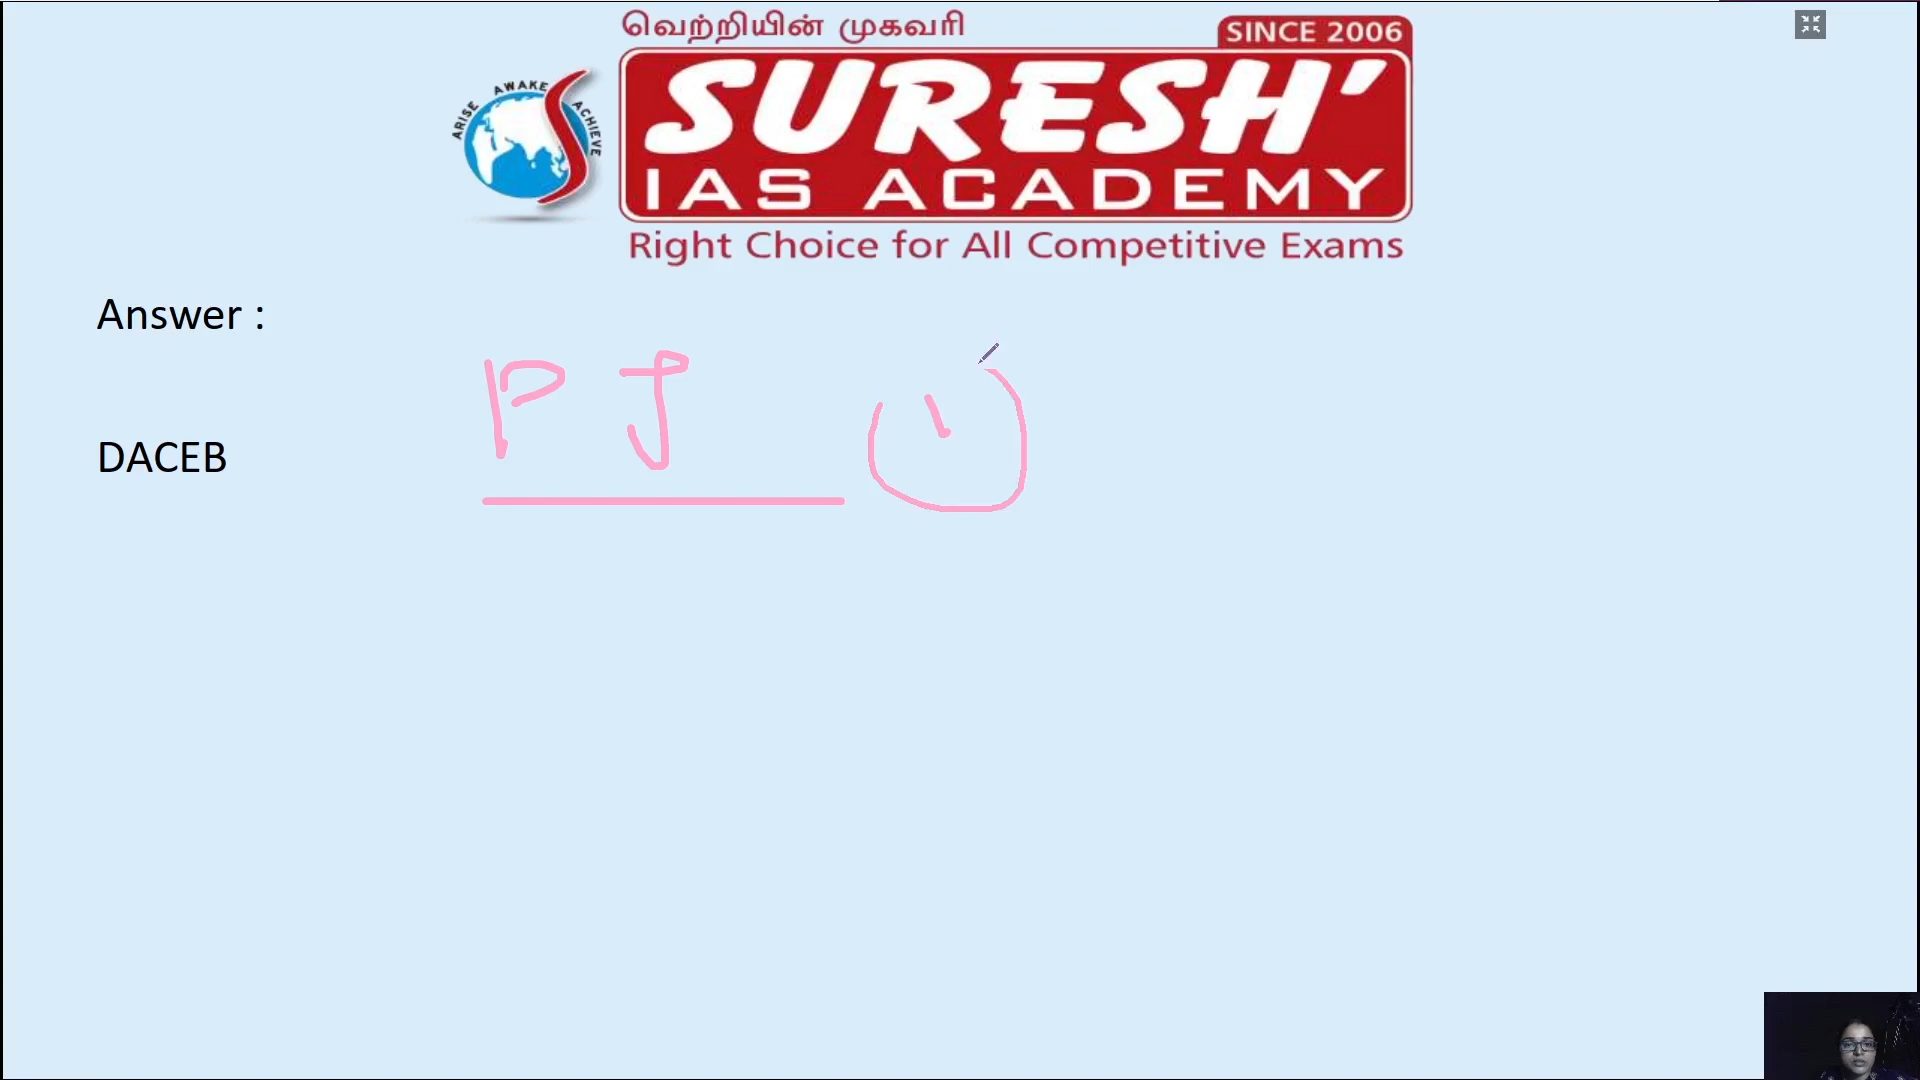 வெற்றியின் முகவரி
SINCE 2006
ARISE AWAKE ACHIEVE
SURESH'
IAS ACADEMY
Right Choice for All Competitive Exams
Answer :
P J
DACEB